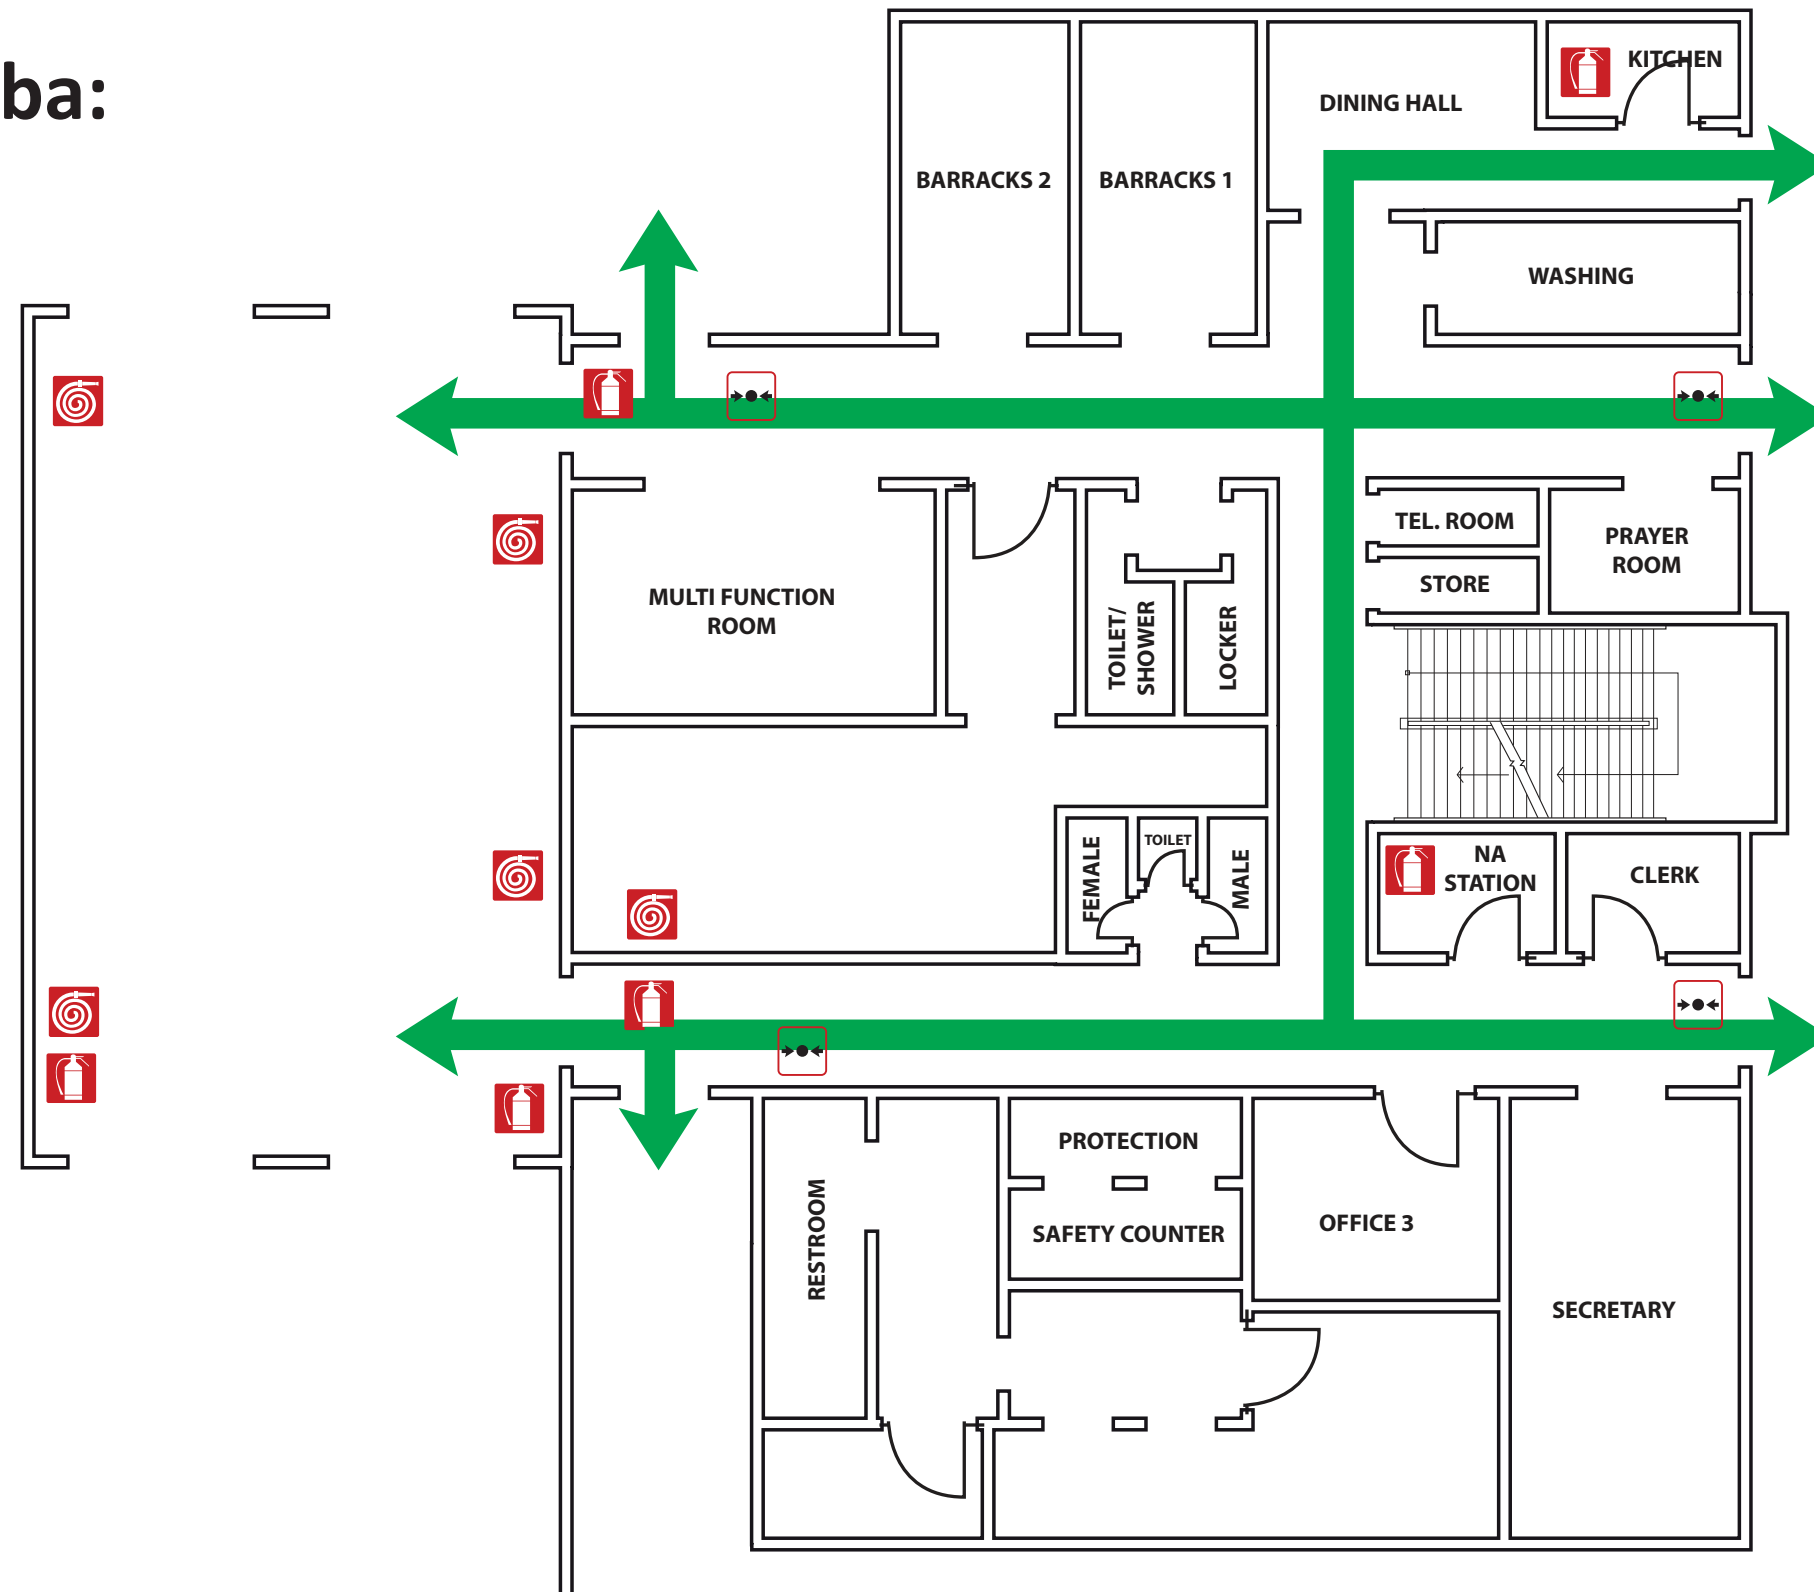 ba:
KITCHEN
DINING HALL
BARRACKS 2
BARRACKS 1
WASHING
TEL. ROOM
PRAYER
ROOM
STORE
MULTI FUNCTION
ROOM
TOILET/
SHOWER
LOCKER
FEMALE
TOILET
MALE
NA
STATION
CLERK
PROTECTION
SAFETY COUNTER
RESTROOM
OFFICE 3
SECRETARY